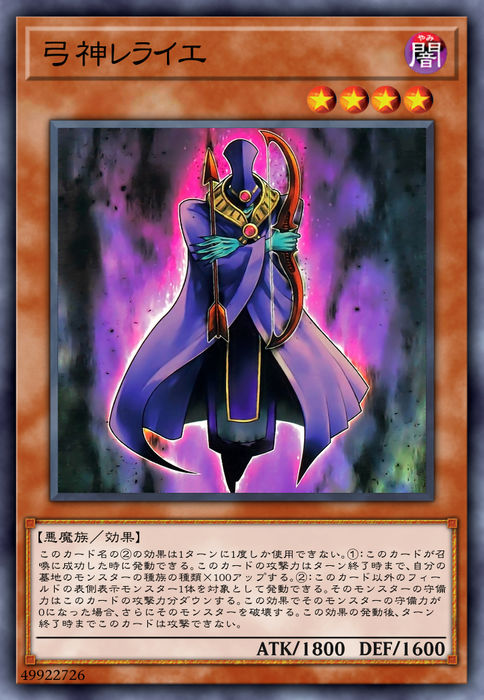 弓神レライエ
やみ
闇
【悪魔族／効果】
このカード名の②の効果は1ターンに1度しか使用できない。①：このカードが召
喚に成功した時に発動できる。このカードの攻撃力はターン終了時まで、自分の
墓地のモンスターの種族の種類×100アップする。②：このカード以外のフィー
ルドの表側表示モンスター1体を対象として発動できる。そのモンスターの守備
力はこのカードの攻撃力分ダウンする。この効果でそのモンスターの守備力が
0になった場合、さらにそのモンスターを破壊する。この効果の発動後、ターン
終了時までこのカードは攻撃できない。
ATK/1800 DEF/1600
49922726